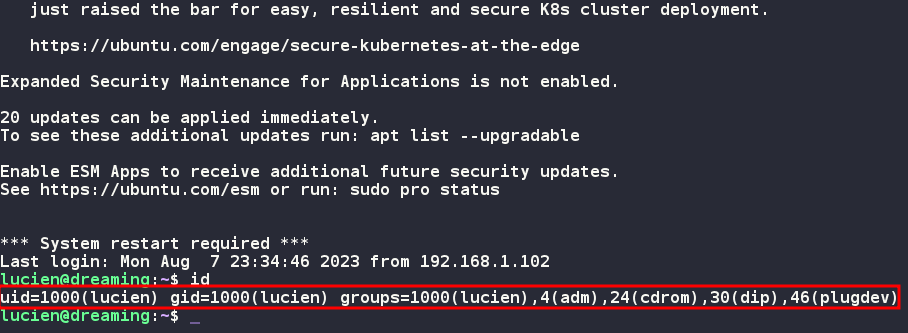 just raised the bar for easy, resilient and secure K8s cluster deployment.
https://ubuntu.com/engage/secure-kubernetes-at-the-edge
Expanded Security Maintenance for Applications is not enabled.
20 updates can be applied immediately.
To see these additional updates run: apt list --upgradable
Enable ESM Apps to receive additional future security updates.
See https://ubuntu.com/esm or run: sudo pro status
*** System restart required ***
Last login: Mon Aug  7 23:34:46 2023 from 192.168.1.102
lucien@dreaming:~$ id
uid=1000(lucien) gid=1000(lucien) groups=1000(lucien),4(adm),24(cdrom),30(dip),46(plugdev)
lucien@dreaming:~$ _